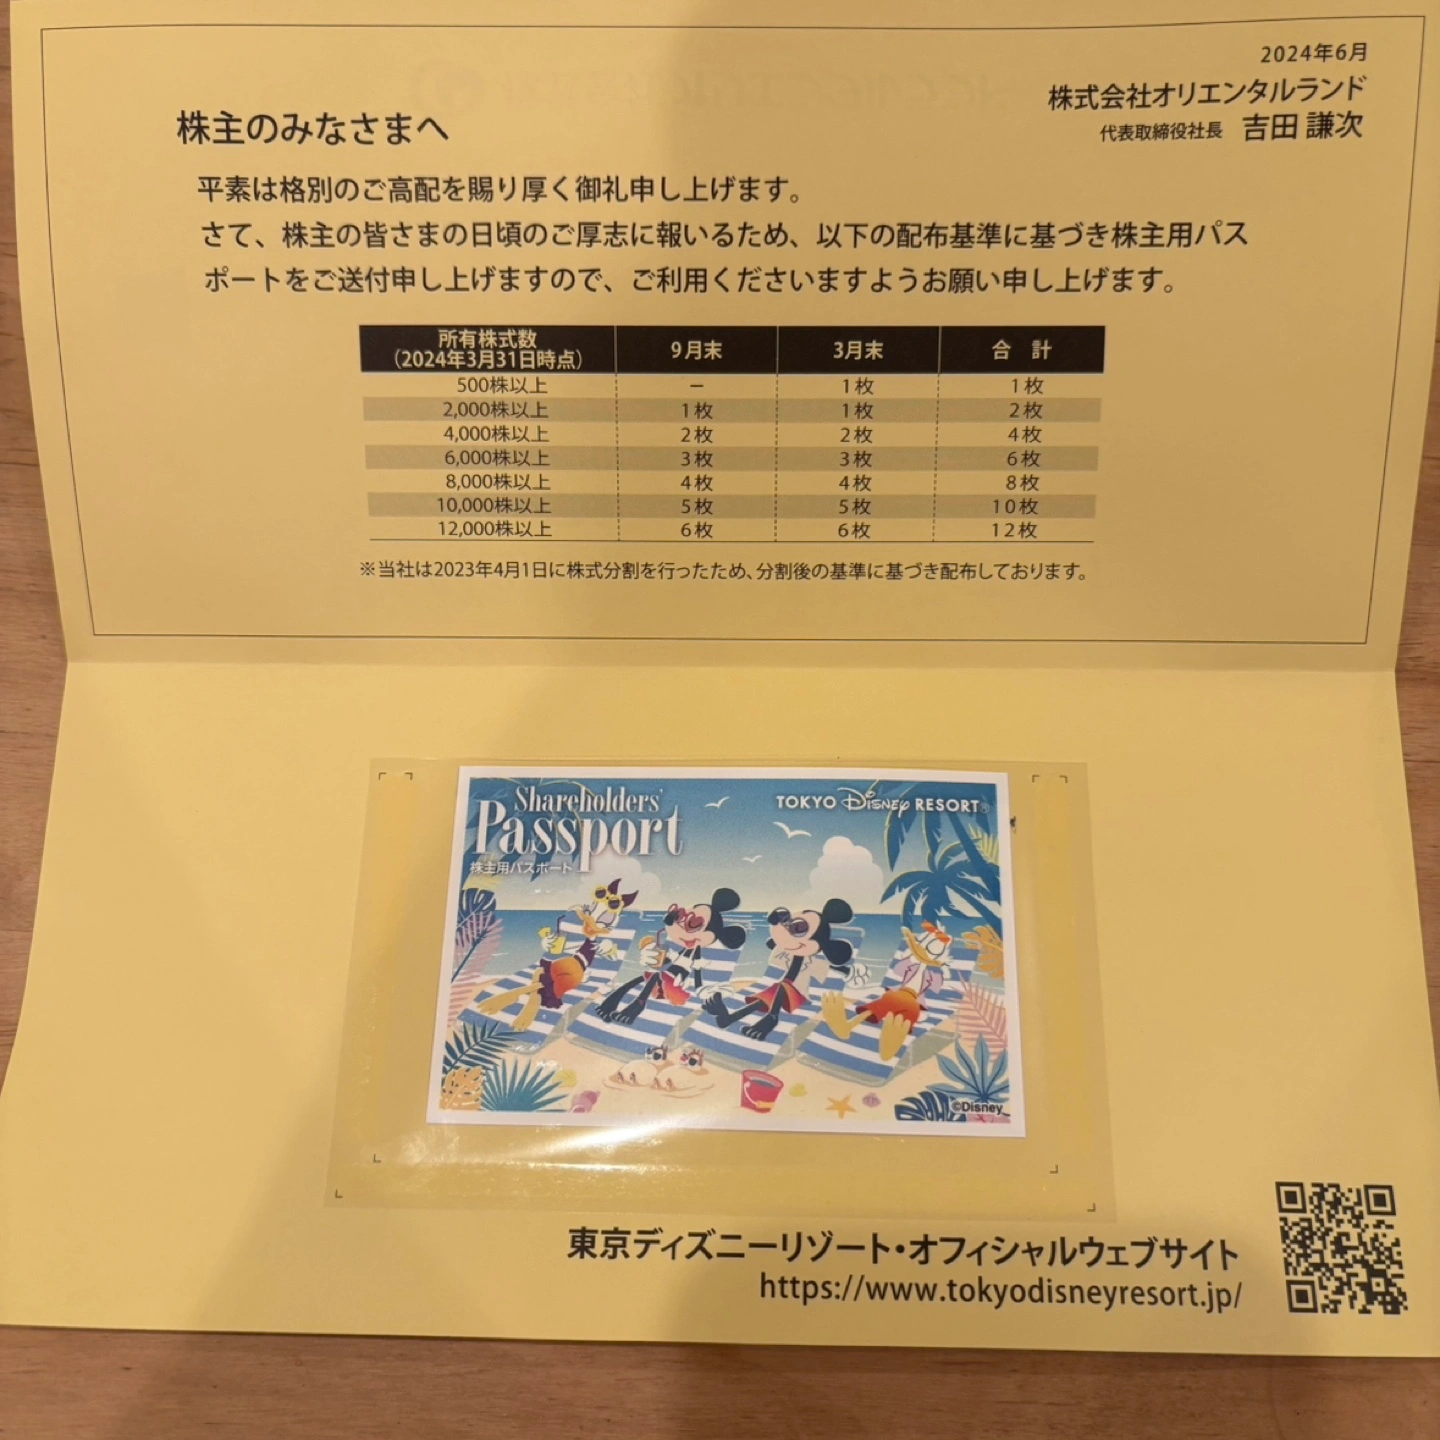 2024年6月
株式会社オリエンタルランド
代表取締役社長 吉田 謙次
株主のみなさまへ
平素は格別のご高配を賜り厚く御礼申し上げます。
さて、株主の皆さまの日頃のご厚志に報いるため、以下の配布基準に基づき株主用パス
ポートをご送付申し上げますので、ご利用くださいますようお願い申し上げます。
所有株式数
(2024年3月31日時点) 9月末 3月末 合 計
500株以上 － 1枚 1枚
2,000株以上 1枚 1枚 2枚
4,000株以上 2枚 2枚 4枚
6,000株以上 3枚 3枚 6枚
8,000株以上 4枚 4枚 8枚
10,000株以上 5枚 5枚 10枚
12,000株以上 6枚 6枚 12枚
※当社は2023年4月1日に株式分割を行ったため、分割後の基準に基づき配布しております。
Shareholders'
Passport
株主用パスポート
TOKYO Disney RESORT®
©Disney
東京ディズニーリゾート・オフィシャルウェブサイト
https://www.tokyodisneyresort.jp/